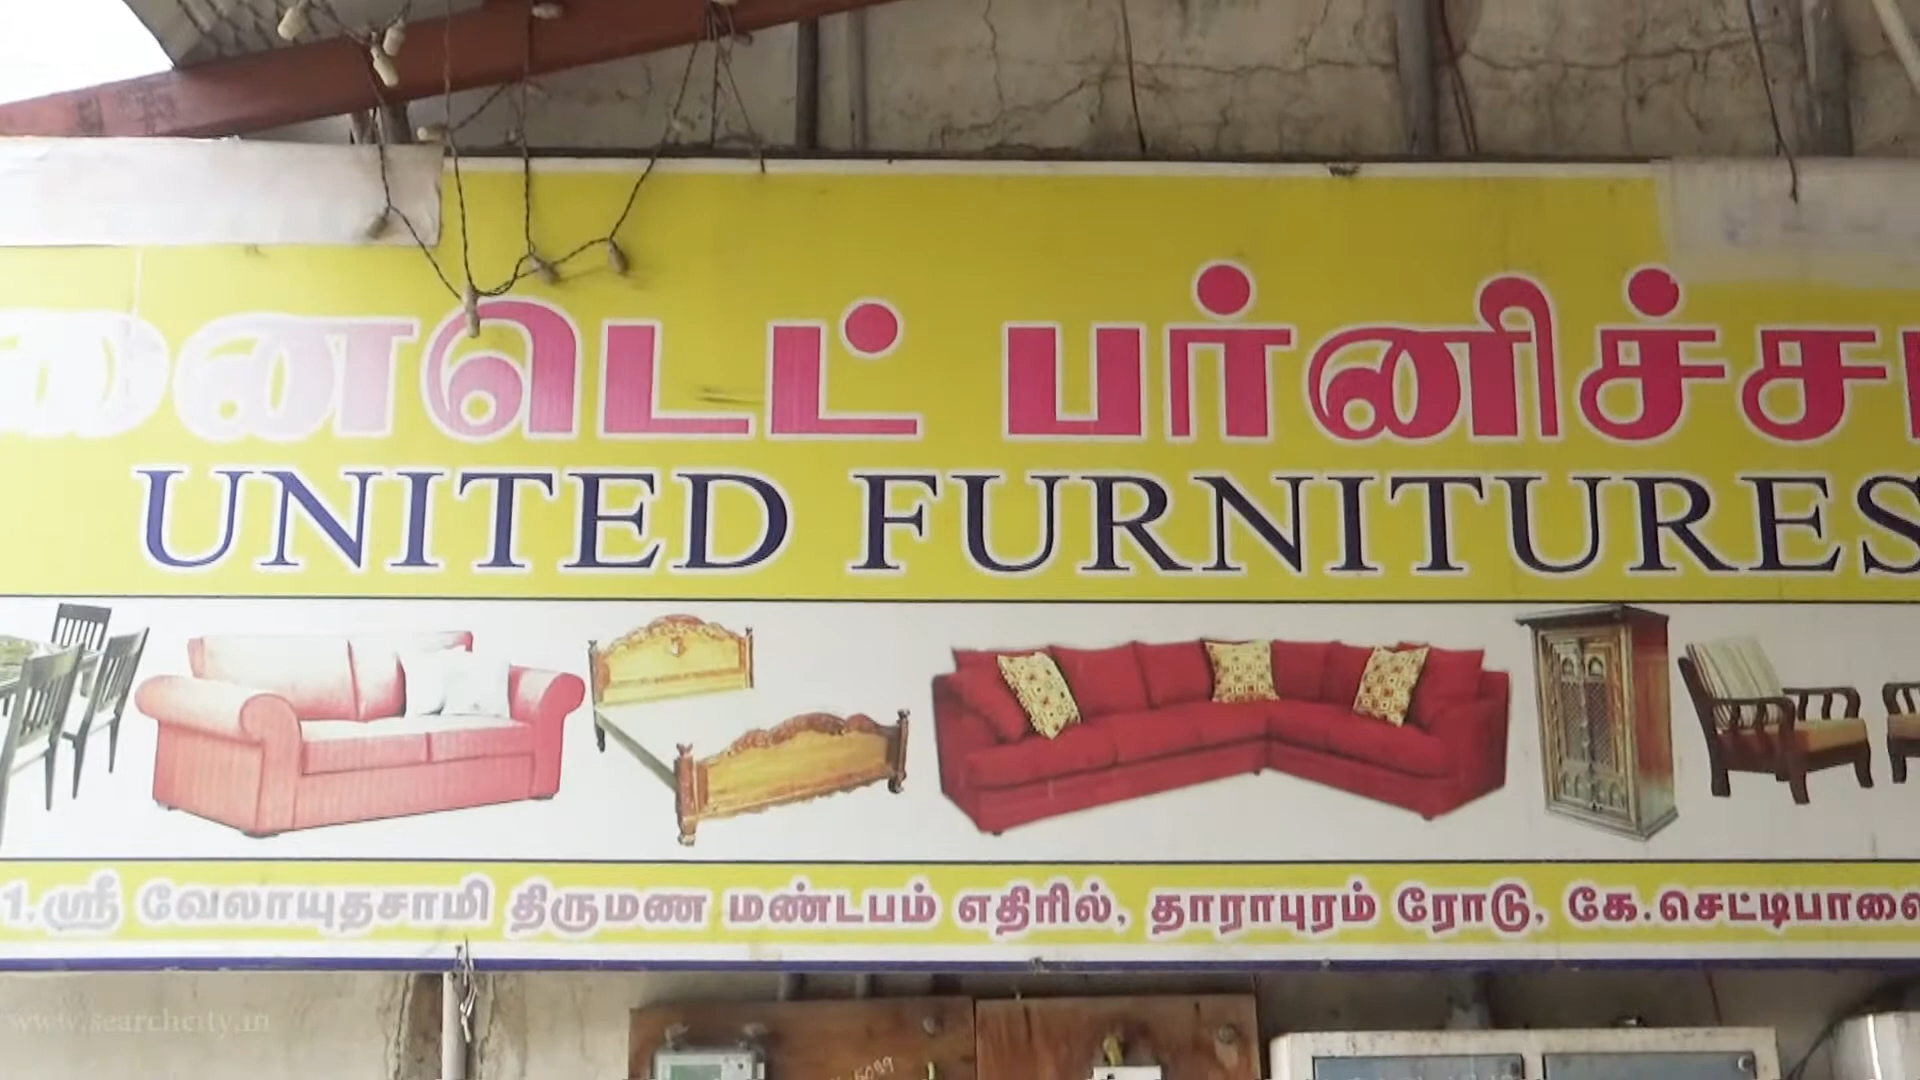 னைடெட் பர்னிச்ச
UNITED FURNITURES
1, ஸ்ரீ வேலாயுதசாமி திருமண மண்டபம் எதிரில், தாராபுரம் ரோடு, கே.செட்டிபாளை
www.searchcity.in